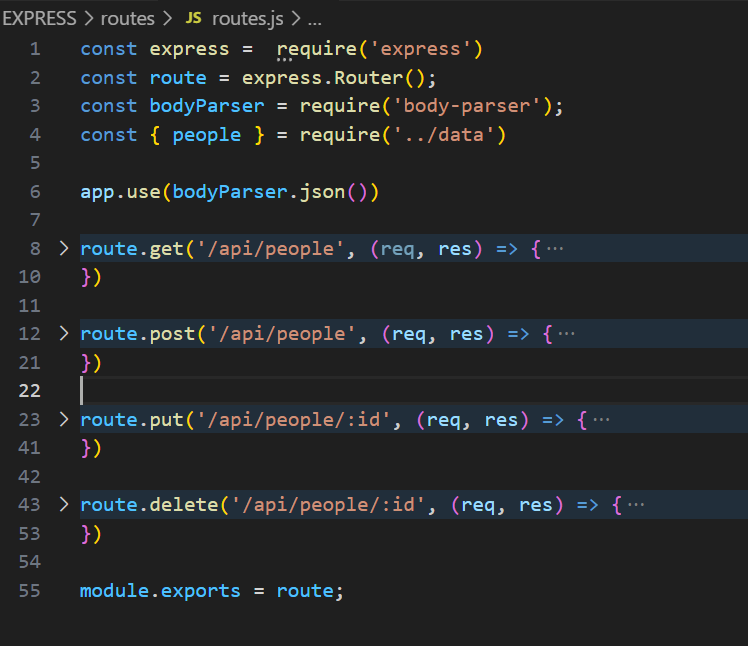 EXPRESS > routes > JS routes.js > ...
1 const express =  require('express')
2 const route = express.Router();
3 const bodyParser = require('body-parser');
4 const { people } = require('../data')
5
6 app.use(bodyParser.json())
7
8 > route.get('/api/people', (req, res) => { ···
10 })
11
12 > route.post('/api/people', (req, res) => { ···
21 })
22
23 > route.put('/api/people/:id', (req, res) => { ···
41 })
42
43 > route.delete('/api/people/:id', (req, res) => { ···
53 })
54
55 module.exports = route;